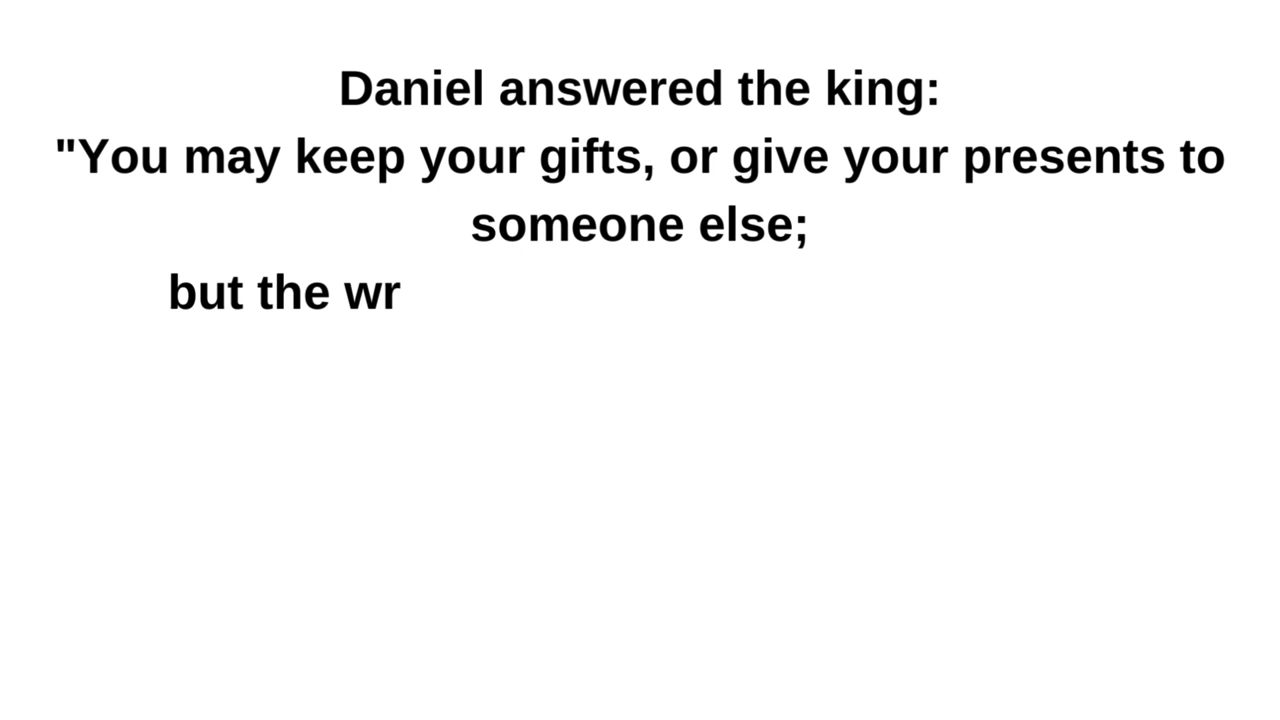 Daniel answered the king:
"You may keep your gifts, or give your presents to
someone else;
but the wr